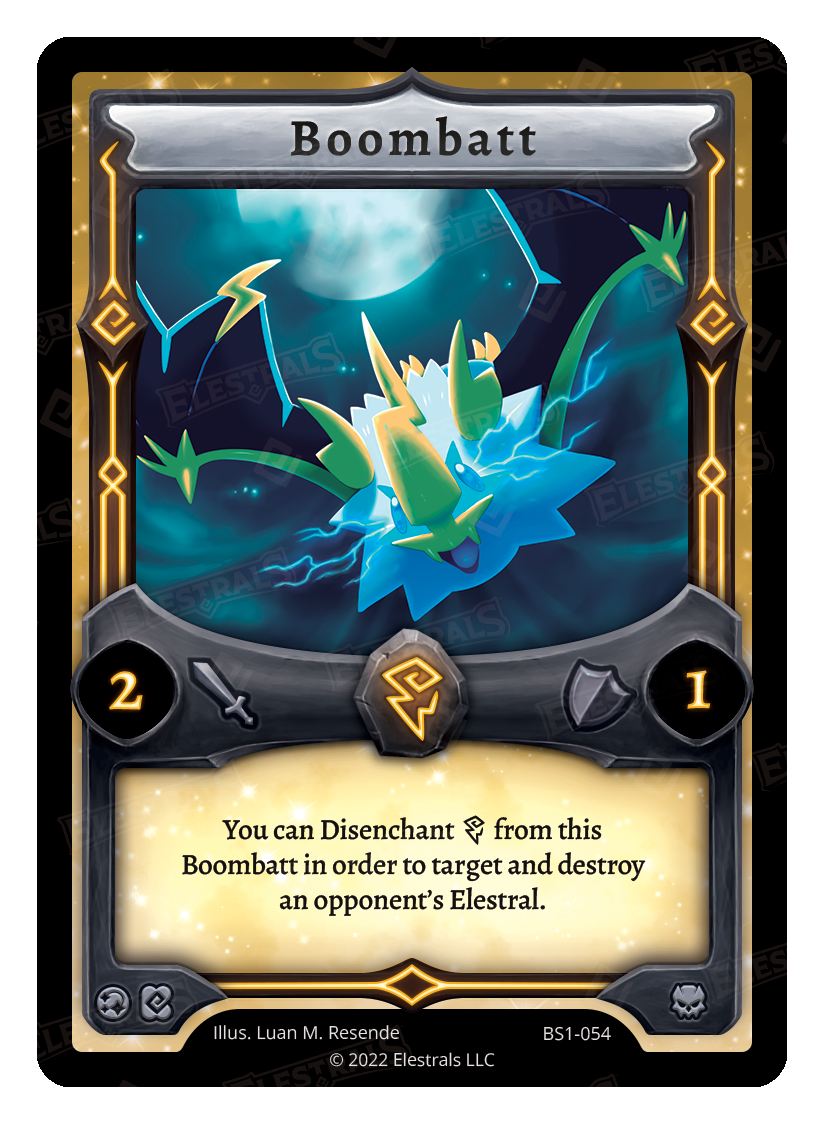 Boombatt
2
1
You can Disenchant from this
Boombatt in order to target and destroy
an opponent's Elestral.
Illus. Luan M. Resende
BS1-054
© 2022 Elestrals LLC
ELESTRALS